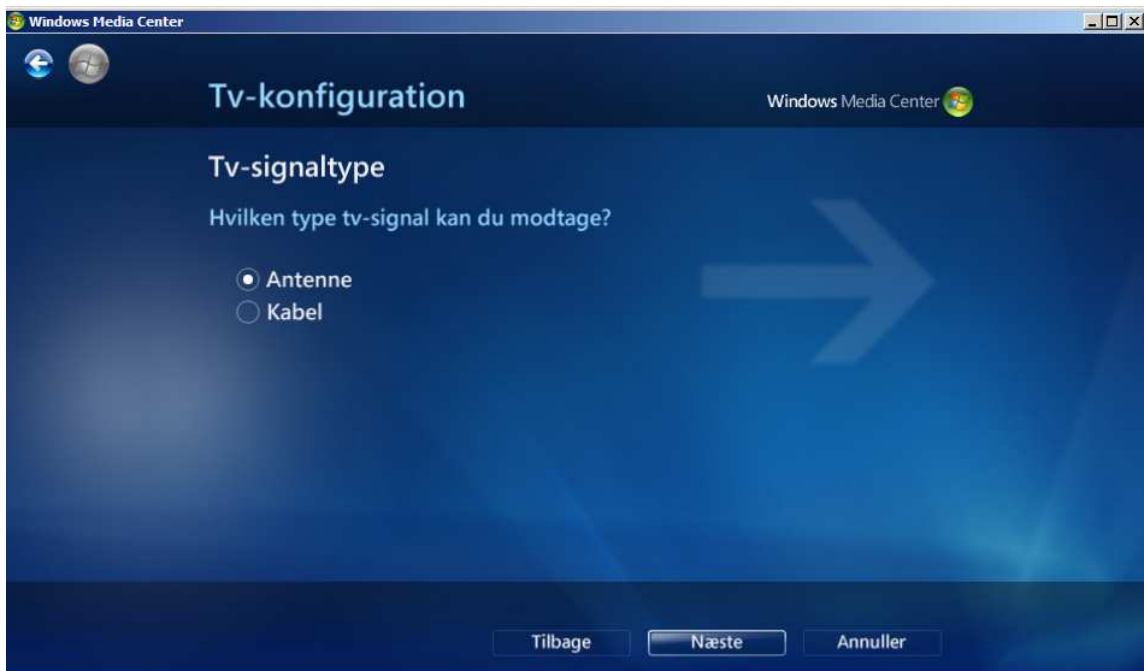 Windows Media Center
Tv-konfiguration
Windows Media Center
Tv-signaltype
Hvilken type tv-signal kan du modtage?
Antenne
Kabel
Tilbage
Næste
Annuller